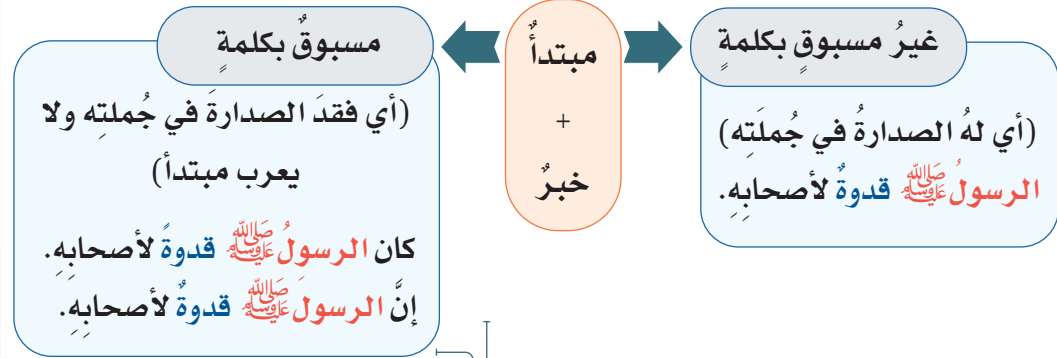 غيرُ مسبوقٍ بكلمةٍ
(أي لهُ الصدارةُ في جُملَتِه)
الرسولُ ﷺ قدوةٌ لأصحابِهِ.
مبتدأٌ
+
خبرٌ
مسبوقٌ بكلمةٍ
(أي فقدَ الصدارةَ في جُملتِه ولا
يعرب مبتدأ)
كان الرسولُ ﷺ قدوةً لأصحابِهِ.
إنَّ الرسولَ ﷺ قدوةٌ لأصحابِهِ.